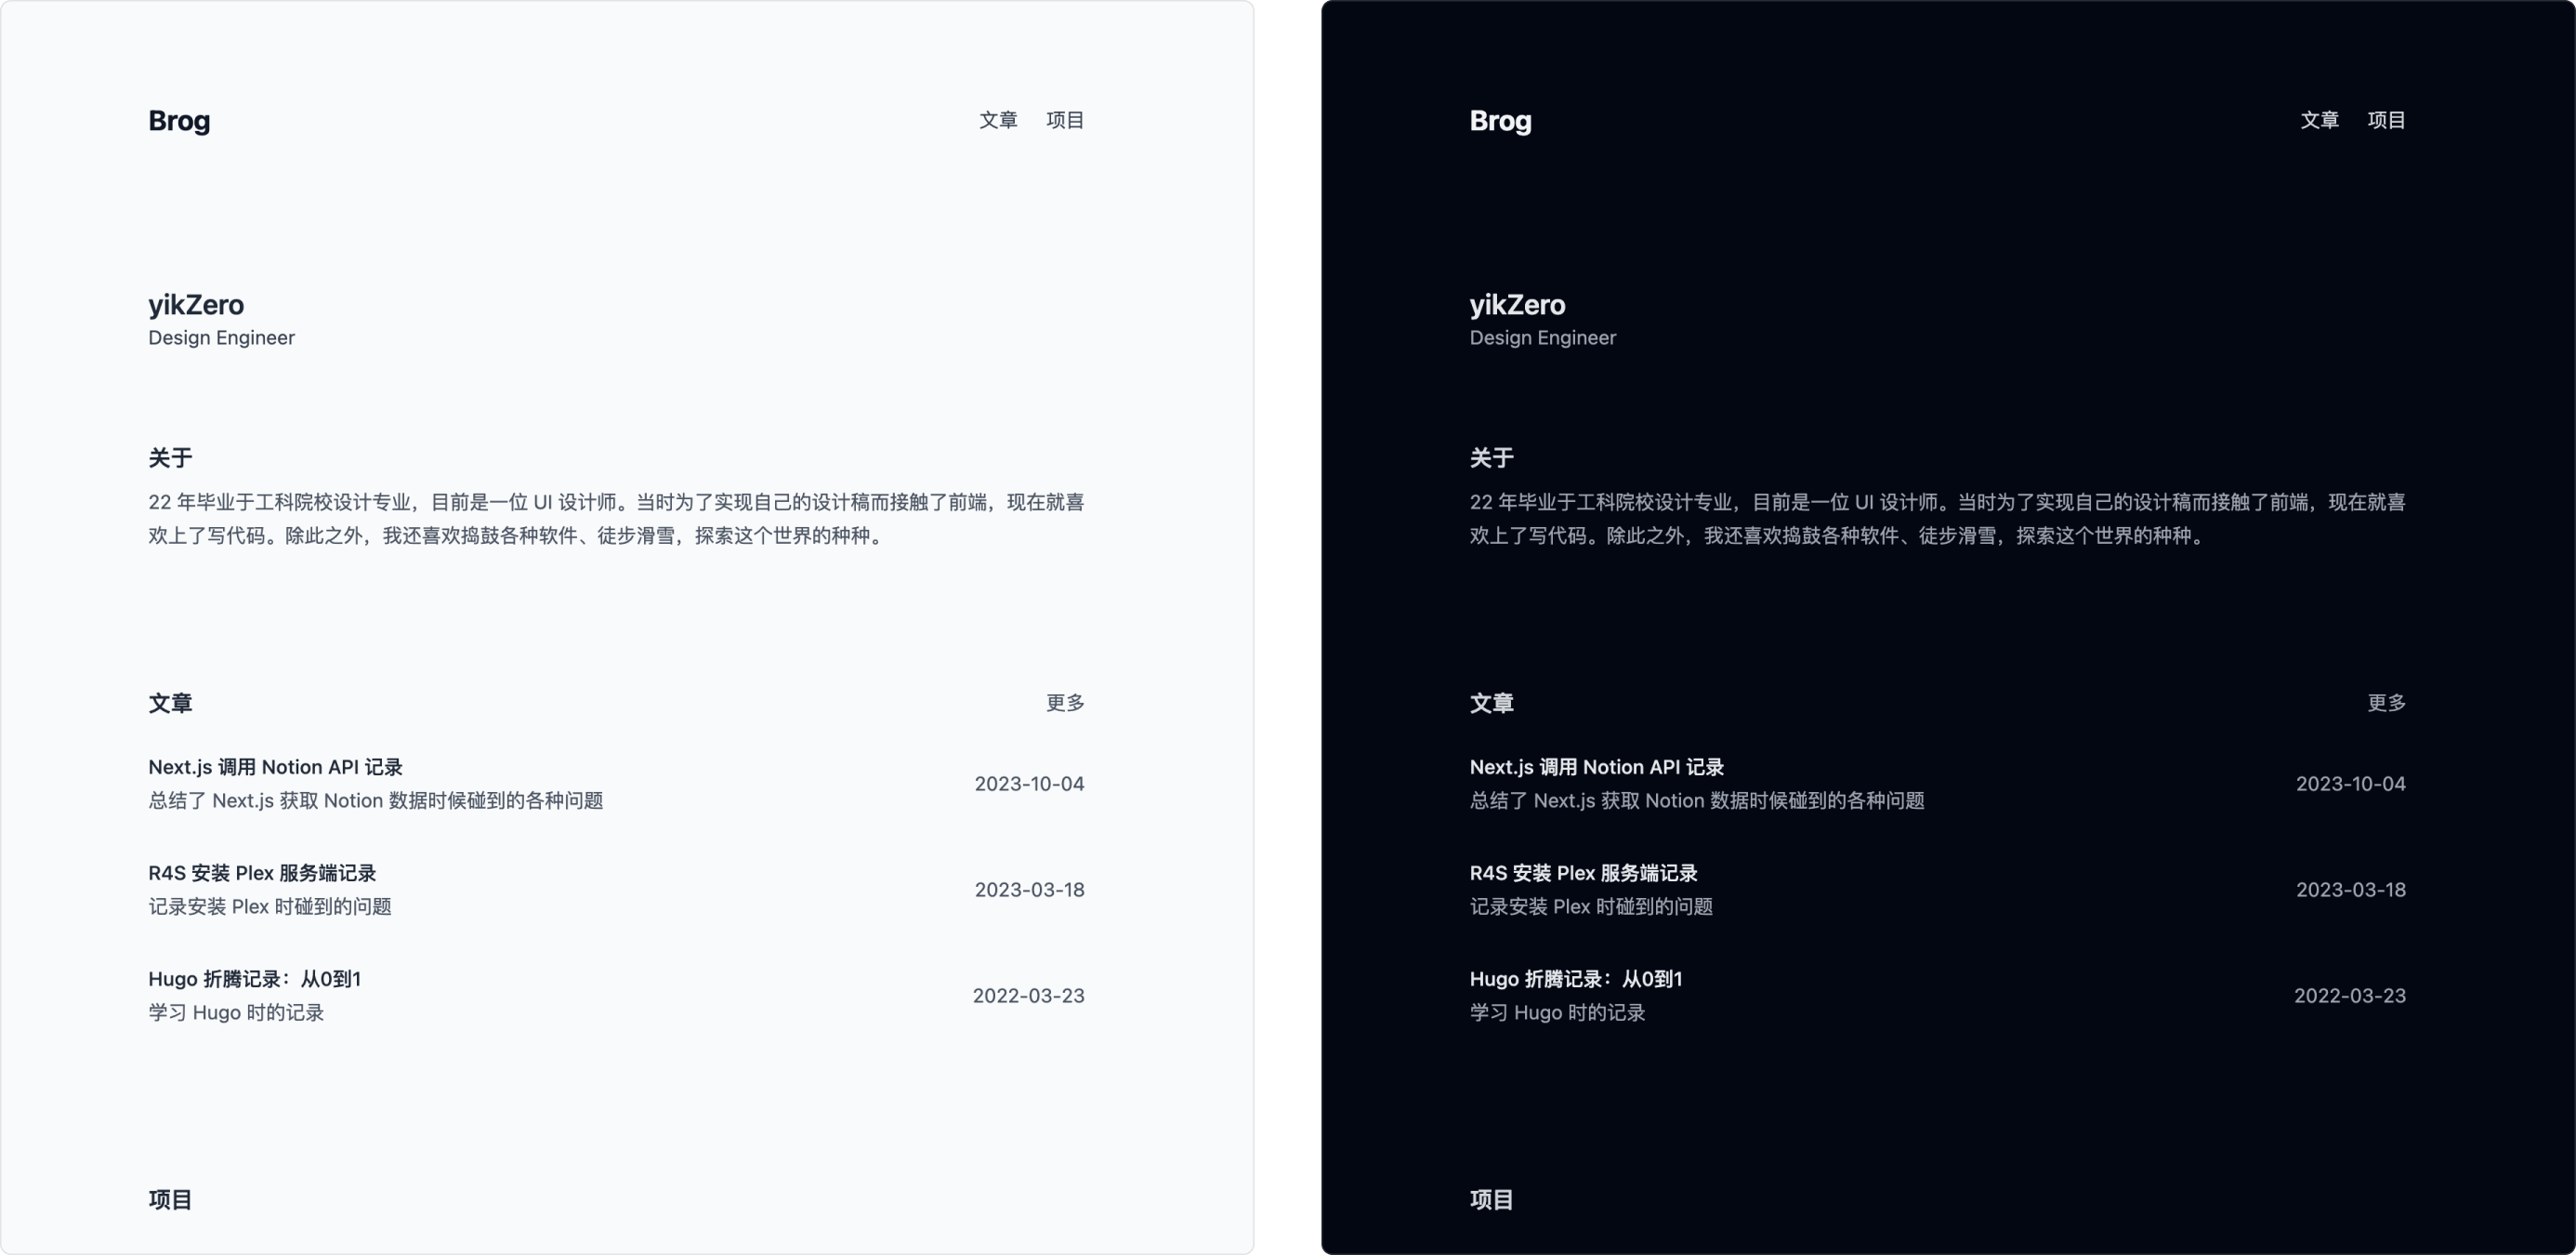 Brog
文章 项目
yikZero
Design Engineer
关于
22 年毕业于工科院校设计专业，目前是一位 UI 设计师。当时为了实现自己的设计稿而接触了前端，现在就喜
欢上了写代码。除此之外，我还喜欢捣鼓各种软件、徒步滑雪，探索这个世界的种种。
文章
更多
Next.js 调用 Notion API 记录
总结了 Next.js 获取 Notion 数据时候碰到的各种问题
2023-10-04
R4S 安装 Plex 服务端记录
记录安装 Plex 时碰到的问题
2023-03-18
Hugo 折腾记录：从0到1
学习 Hugo 时的记录
2022-03-23
项目
Brog
文章 项目
yikZero
Design Engineer
关于
22 年毕业于工科院校设计专业，目前是一位 UI 设计师。当时为了实现自己的设计稿而接触了前端，现在就喜
欢上了写代码。除此之外，我还喜欢捣鼓各种软件、徒步滑雪，探索这个世界的种种。
文章
更多
Next.js 调用 Notion API 记录
总结了 Next.js 获取 Notion 数据时候碰到的各种问题
2023-10-04
R4S 安装 Plex 服务端记录
记录安装 Plex 时碰到的问题
2023-03-18
Hugo 折腾记录：从0到1
学习 Hugo 时的记录
2022-03-23
项目